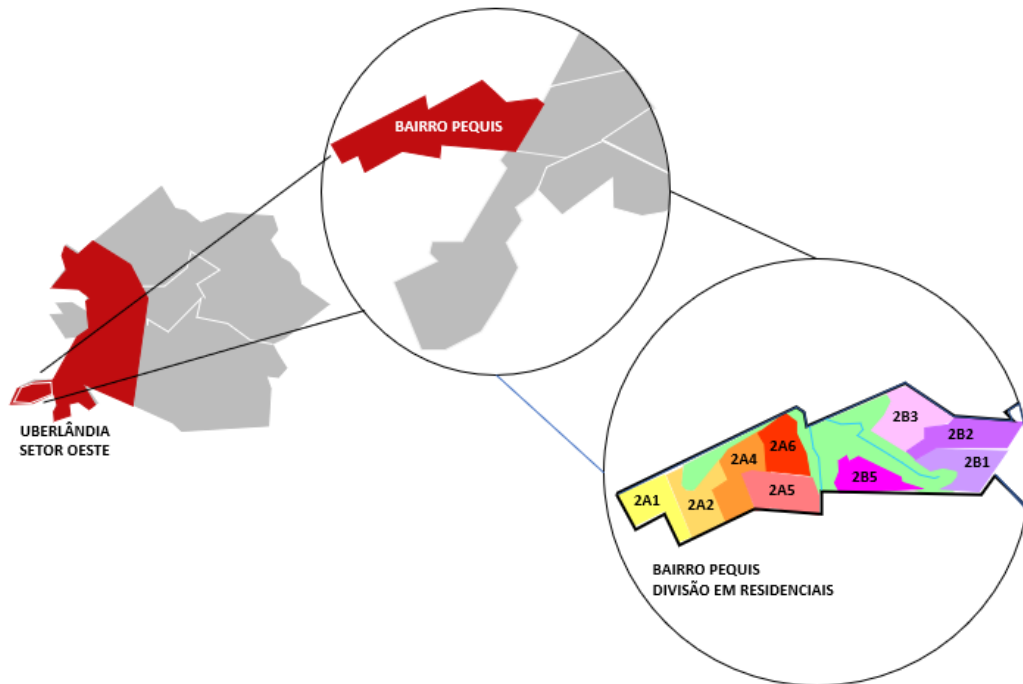 BAIRRO PEQUIS
UBERLÂNDIA
SETOR OESTE
2B3
2B2
2B1
2A6
2A4
2B5
2A5
2A1
2A2
BAIRRO PEQUIS
DIVISÃO EM RESIDENCIAIS